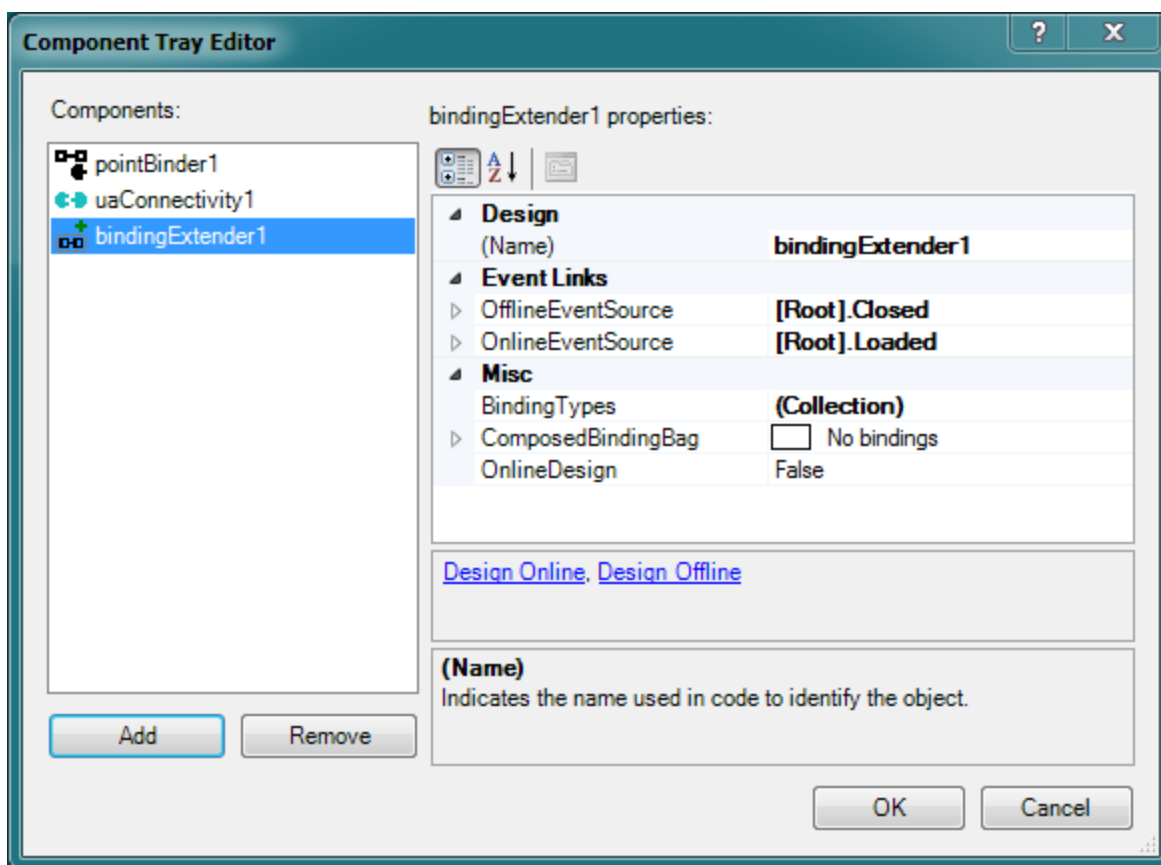 Component Tray Editor
?
X
Components:
pointBinder1
uaConnectivity1
bindingExtender1
Add
Remove
bindingExtender1 properties:
A
Z
Design
(Name) bindingExtender1
Event Links
OfflineEventSource [Root].Closed
OnlineEventSource [Root].Loaded
Misc
BindingTypes (Collection)
ComposedBindingBag No bindings
OnlineDesign False
Design Online, Design Offline
(Name)
Indicates the name used in code to identify the object.
OK
Cancel